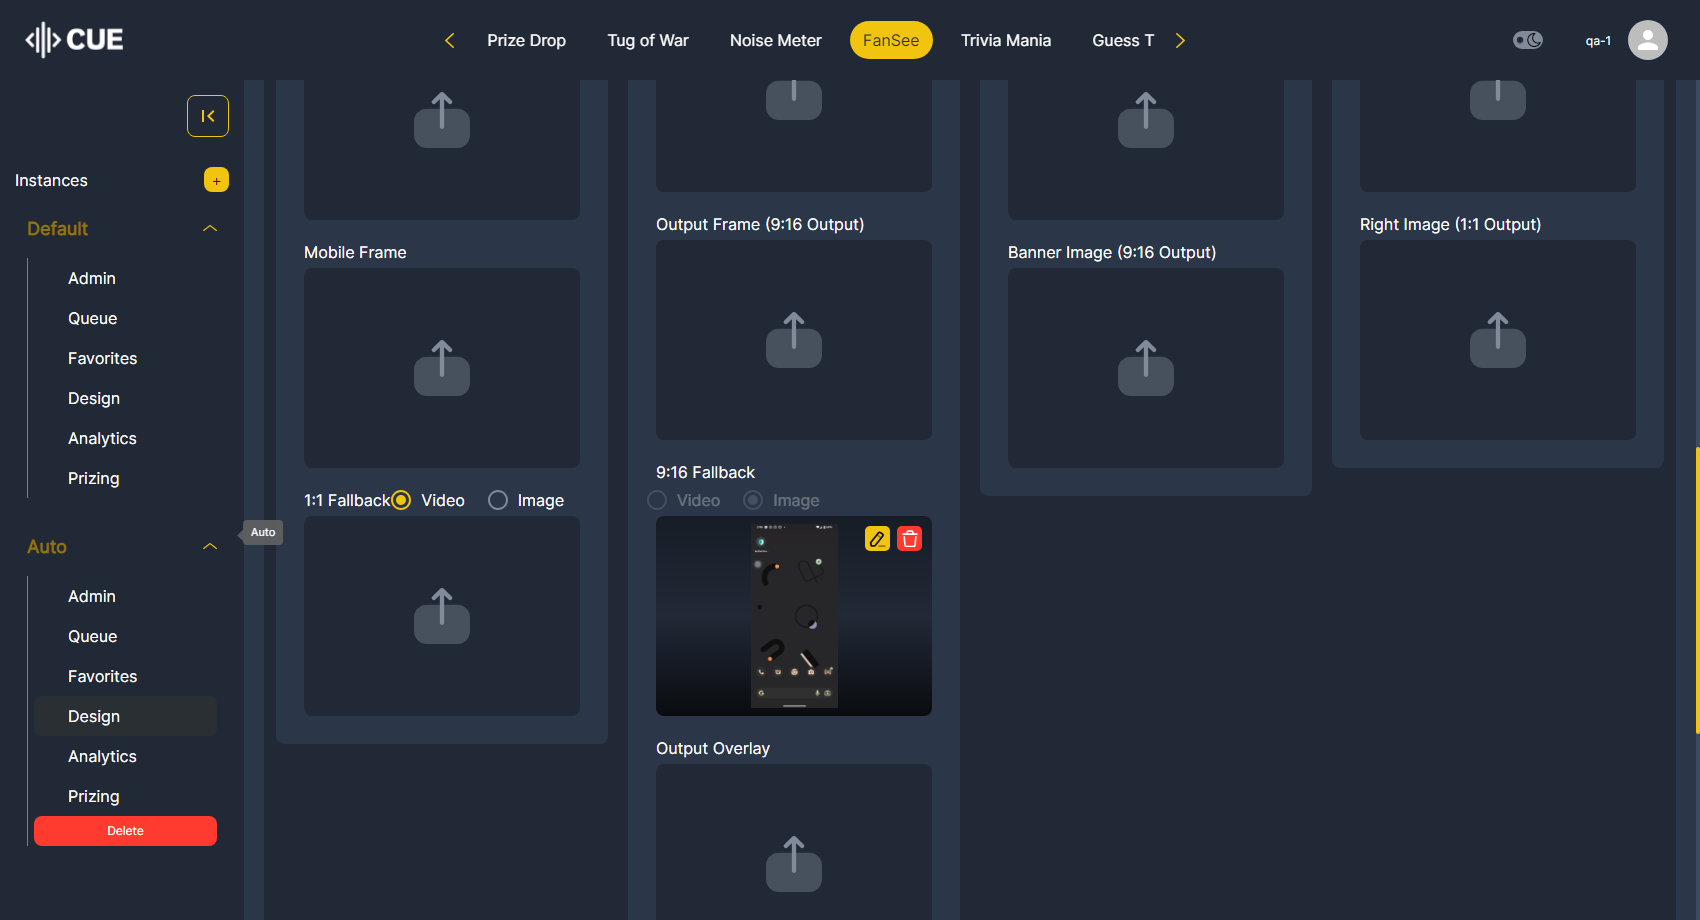 CUE
Prize Drop
Tug of War
Noise Meter
FanSee
Trivia Mania
Guess T
qa-1
Instances
+
Default
Admin
Queue
Favorites
Design
Analytics
Prizing
Auto
Auto
Admin
Queue
Favorites
Design
Analytics
Prizing
Delete
Mobile Frame
1:1 Fallback Video Image
Output Frame (9:16 Output)
9:16 Fallback
Video Image
Output Overlay
Banner Image (9:16 Output)
Right Image (1:1 Output)